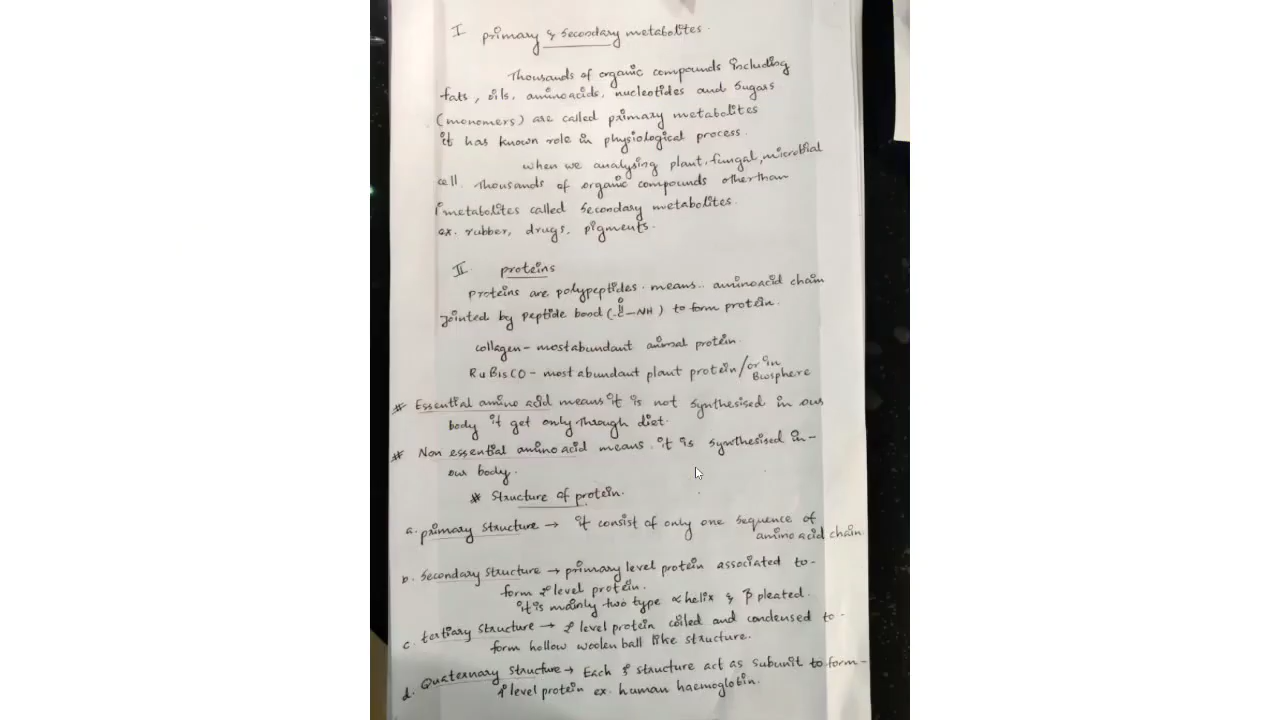 I primary & secondary metabolites.
Thousands of organic compounds including
fats, oils, aminoacids, nucleotides and sugars
(monomers) are called primary metabolites
it has known role in physiological process.
when we analysing plant, fungal, microbial
cell. Thousands of organic compounds otherthan
1° metabolites called secondary metabolites.
ex. rubber, drugs, pigments.
II. proteins
proteins are polypeptides. means.. aminoacid chain
jointed by peptide bond (-C-NH) to form protein.
O
collagen - most abundant animal protein.
RuBisCO - most abundant plant protein/or in
Biosphere
# Essential amino acid means it is not synthesised in our
body it get only through diet.
# Non essential amino acid means. it is synthesised in-
our body.
# Structure of protein.
a. primary structure → it consist of only one sequence of
amino acid chain.
b. Secondary structure → primary level protein associated to-
form 2° level protein.
it is mainly two type α helix & β pleated.
c. tertiary structure → 2° level protein coiled and condensed to-
form hollow woolen ball like structure.
d. Quaternary structure → Each 3° structure act as subunit to form-
4° level protein ex. human haemoglobin.